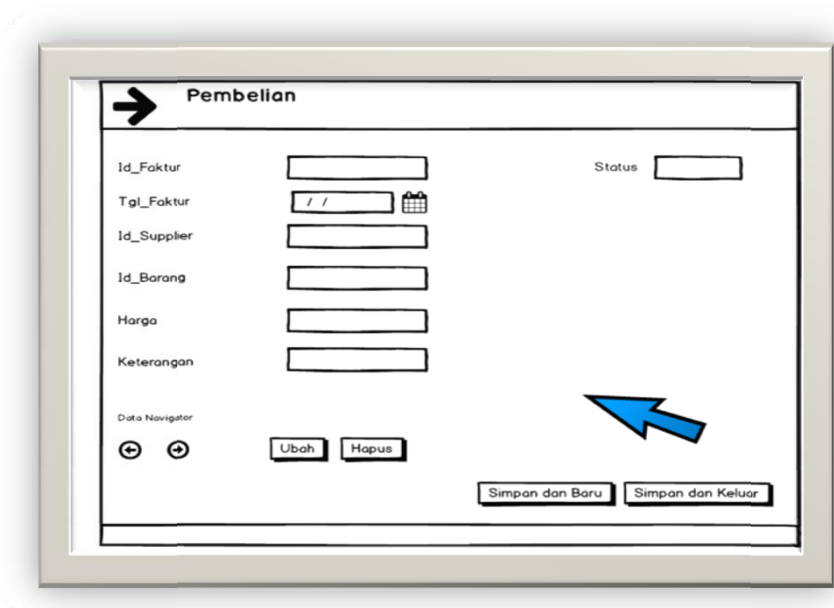 Pembelian
Id_Faktur
Status
Tgl_Faktur
/ /
Id_Supplier
Id_Barang
Harga
Keterangan
Data Navigator
Ubah
Hapus
Simpan dan Baru
Simpan dan Keluar